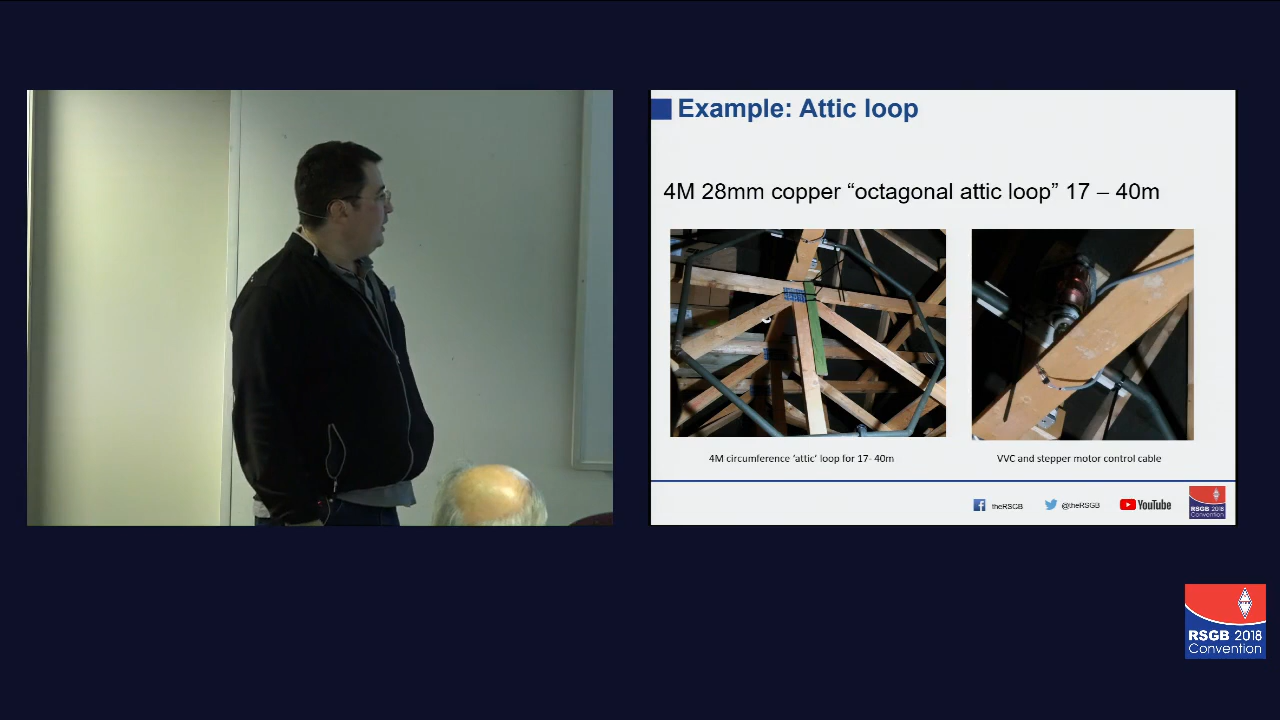 Example: Attic loop
4M 28mm copper “octagonal attic loop” 17 – 40m
4M circumference ‘attic’ loop for 17- 40m
VVC and stepper motor control cable
theRSGB
@theRSGB
YouTube
RSGB 2018
Convention
RSGB 2018
Convention